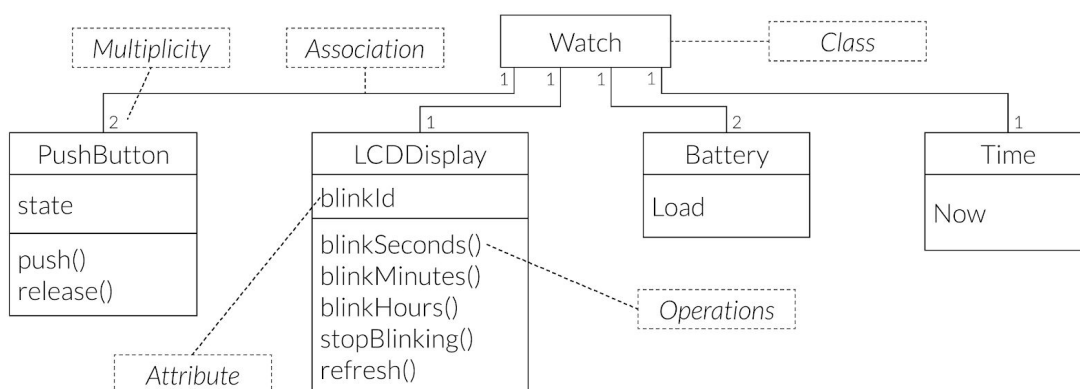 Multiplicity
Association
Watch
Class
1
1
1
1
2
1
2
1
PushButton
state
push()
release()
LCDDisplay
blinkId
blinkSeconds()
blinkMinutes()
blinkHours()
stopBlinking()
refresh()
Battery
Load
Time
Now
Operations
Attribute